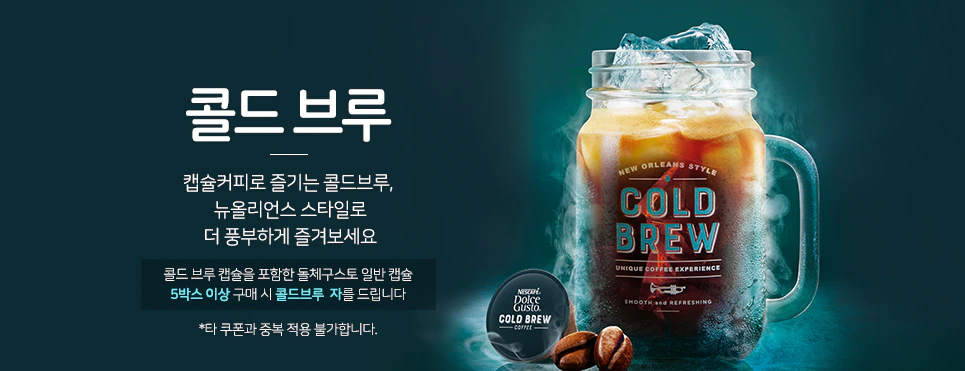 콜드 브루
캡슐커피로 즐기는 콜드브루,
뉴올리언스 스타일로
더 풍부하게 즐겨보세요
콜드 브루 캡슐을 포함한 돌체구스토 일반 캡슐
5박스 이상 구매 시 콜드브루 자를 드립니다
*타 쿠폰과 중복 적용 불가합니다.
NEW ORLEANS STYLE
COLD
BREW
UNIQUE COFFEE EXPERIENCE
SMOOTH and REFRESHING
NESCAFÉ
Dolce
Gusto
COLD BREW
COFFEE